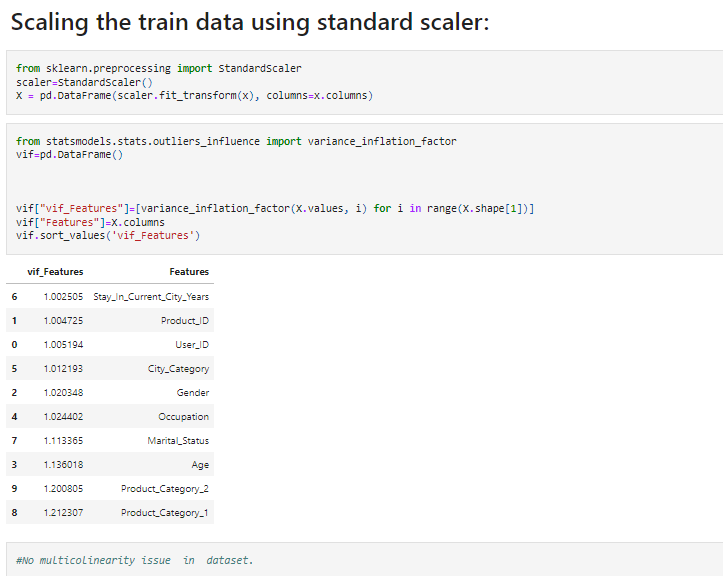 Scaling the train data using standard scaler:
from sklearn.preprocessing import StandardScaler
scaler=StandardScaler()
X = pd.DataFrame(scaler.fit_transform(x), columns=x.columns)
from statsmodels.stats.outliers_influence import variance_inflation_factor
vif=pd.DataFrame()
vif["vif_Features"]=[variance_inflation_factor(X.values, i) for i in range(X.shape[1])]
vif["Features"]=X.columns
vif.sort_values('vif_Features')
vif_Features Features
6 1.002505 Stay_In_Current_City_Years
1 1.004725 Product_ID
0 1.005194 User_ID
5 1.012193 City_Category
2 1.020348 Gender
4 1.024402 Occupation
7 1.113365 Marital_Status
3 1.136018 Age
9 1.200805 Product_Category_2
8 1.212307 Product_Category_1
#No multicolinearity issue  in  dataset.